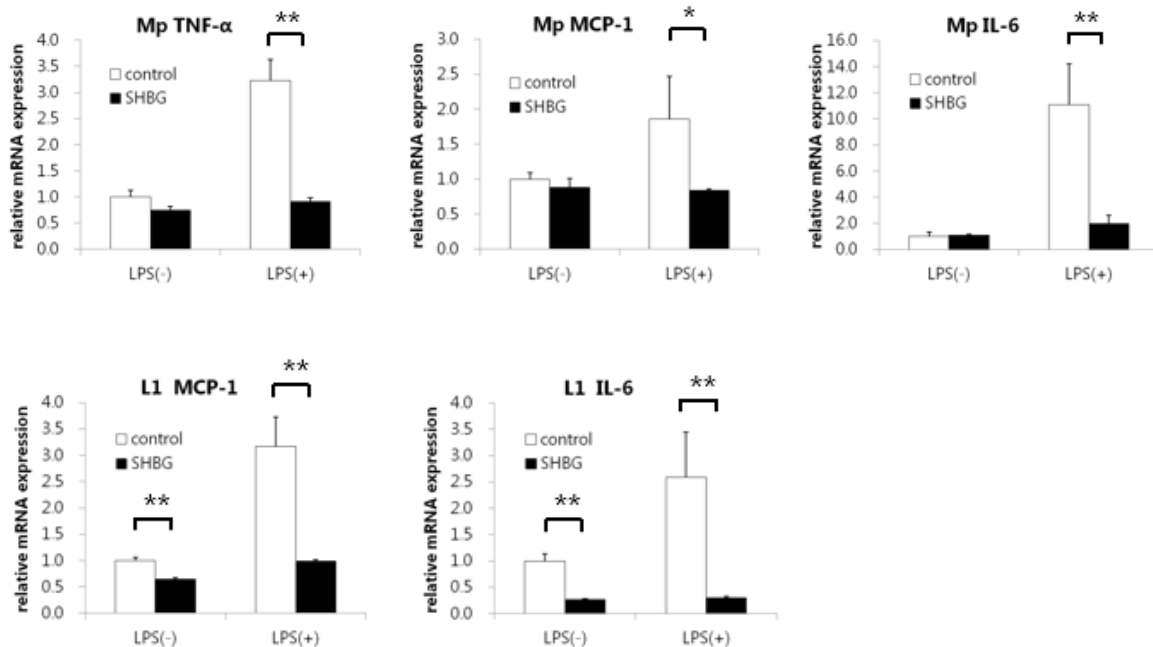 Mp TNF-α
**
relative mRNA expression
4.0
3.5
3.0
2.5
2.0
1.5
1.0
0.5
0.0
control
SHBG
LPS(-)
LPS(+)
Mp MCP-1
*
relative mRNA expression
3.0
2.5
2.0
1.5
1.0
0.5
0.0
control
SHBG
LPS(-)
LPS(+)
Mp IL-6
**
relative mRNA expression
16.0
14.0
12.0
10.0
8.0
6.0
4.0
2.0
0.0
control
SHBG
LPS(-)
LPS(+)
L1 MCP-1
**
**
relative mRNA expression
4.0
3.5
3.0
2.5
2.0
1.5
1.0
0.5
0.0
control
SHBG
LPS(-)
LPS(+)
L1 IL-6
**
**
relative mRNA expression
4.0
3.5
3.0
2.5
2.0
1.5
1.0
0.5
0.0
control
SHBG
LPS(-)
LPS(+)